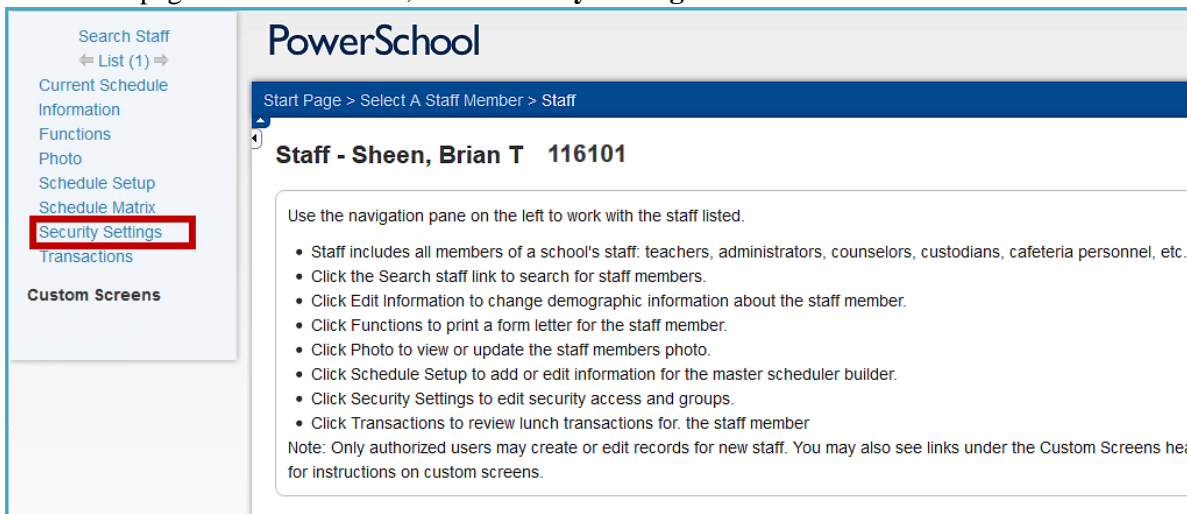 Search Staff
List (1)
Current Schedule
Information
Functions
Photo
Schedule Setup
Schedule Matrix
Security Settings
Transactions
Custom Screens
PowerSchool
Start Page > Select A Staff Member > Staff
Staff - Sheen, Brian T 116101
Use the navigation pane on the left to work with the staff listed.
• Staff includes all members of a school's staff: teachers, administrators, counselors, custodians, cafeteria personnel, etc.
• Click the Search staff link to search for staff members.
• Click Edit Information to change demographic information about the staff member.
• Click Functions to print a form letter for the staff member.
• Click Photo to view or update the staff members photo.
• Click Schedule Setup to add or edit information for the master scheduler builder.
• Click Security Settings to edit security access and groups.
• Click Transactions to review lunch transactions for. the staff member
Note: Only authorized users may create or edit records for new staff. You may also see links under the Custom Screens hea
for instructions on custom screens.